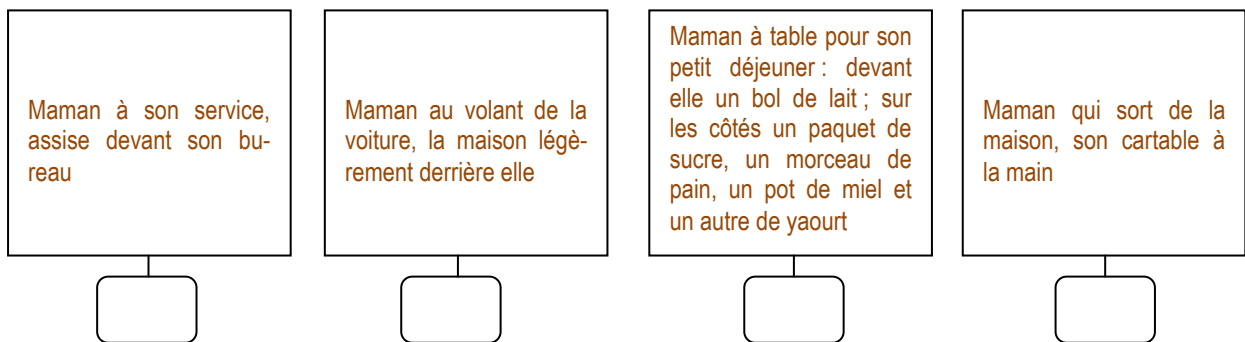 Maman à son service,
assise devant son bu-
reau
Maman au volant de la
voiture, la maison légè-
rement derrière elle
Maman à table pour son
petit déjeuner : devant
elle un bol de lait ; sur
les côtés un paquet de
sucre, un morceau de
pain, un pot de miel et
un autre de yaourt
Maman qui sort de la
maison, son cartable à
la main